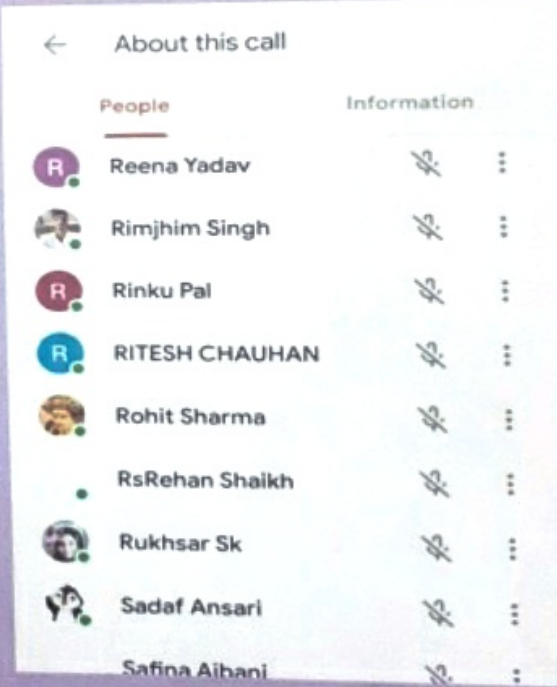 About this call
People Information
R Reena Yadav
Rimjhim Singh
R Rinku Pal
R RITESH CHAUHAN
Rohit Sharma
RsRehan Shaikh
Rukhsar Sk
Sadaf Ansari
Safina Aibani